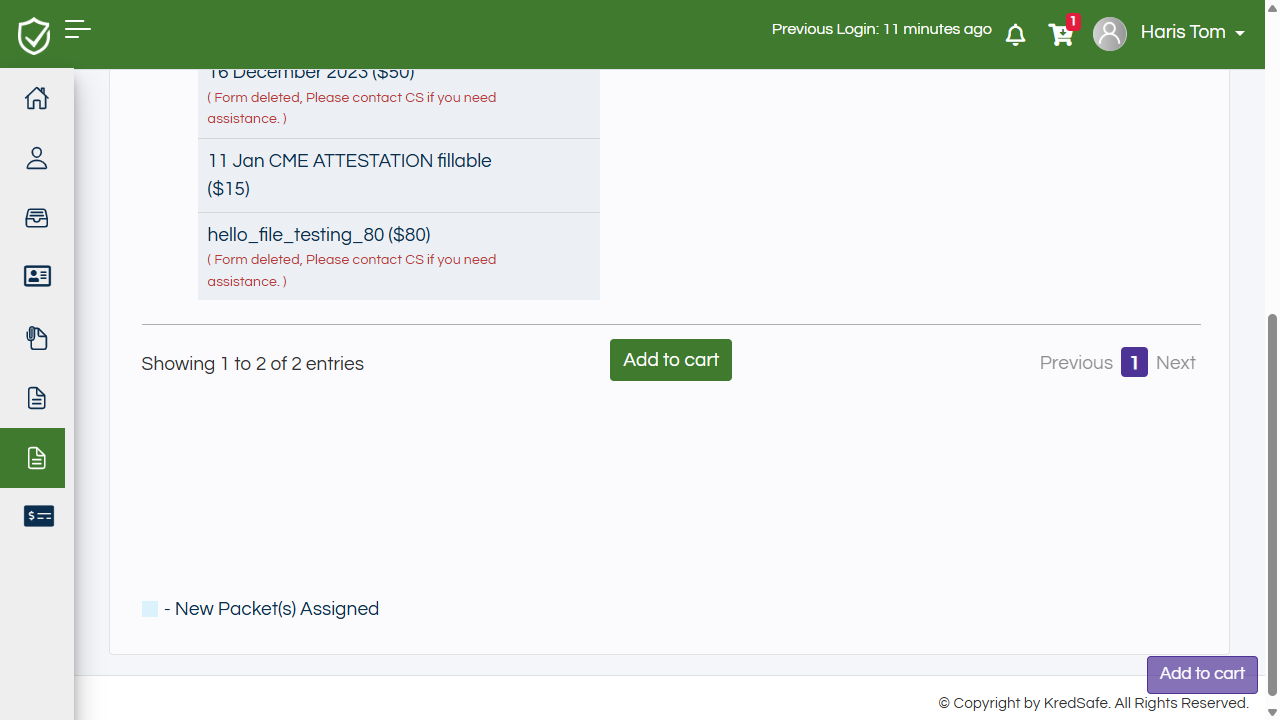 Previous Login: 11 minutes ago
1
Haris Tom
16 December 2023 ($50)
( Form deleted, Please contact CS if you need
assistance. )
11 Jan CME ATTESTATION fillable
($15)
hello_file_testing_80 ($80)
( Form deleted, Please contact CS if you need
assistance. )
Showing 1 to 2 of 2 entries
Add to cart
Previous 1 Next
- New Packet(s) Assigned
Add to cart
© Copyright by KredSafe. All Rights Reserved.